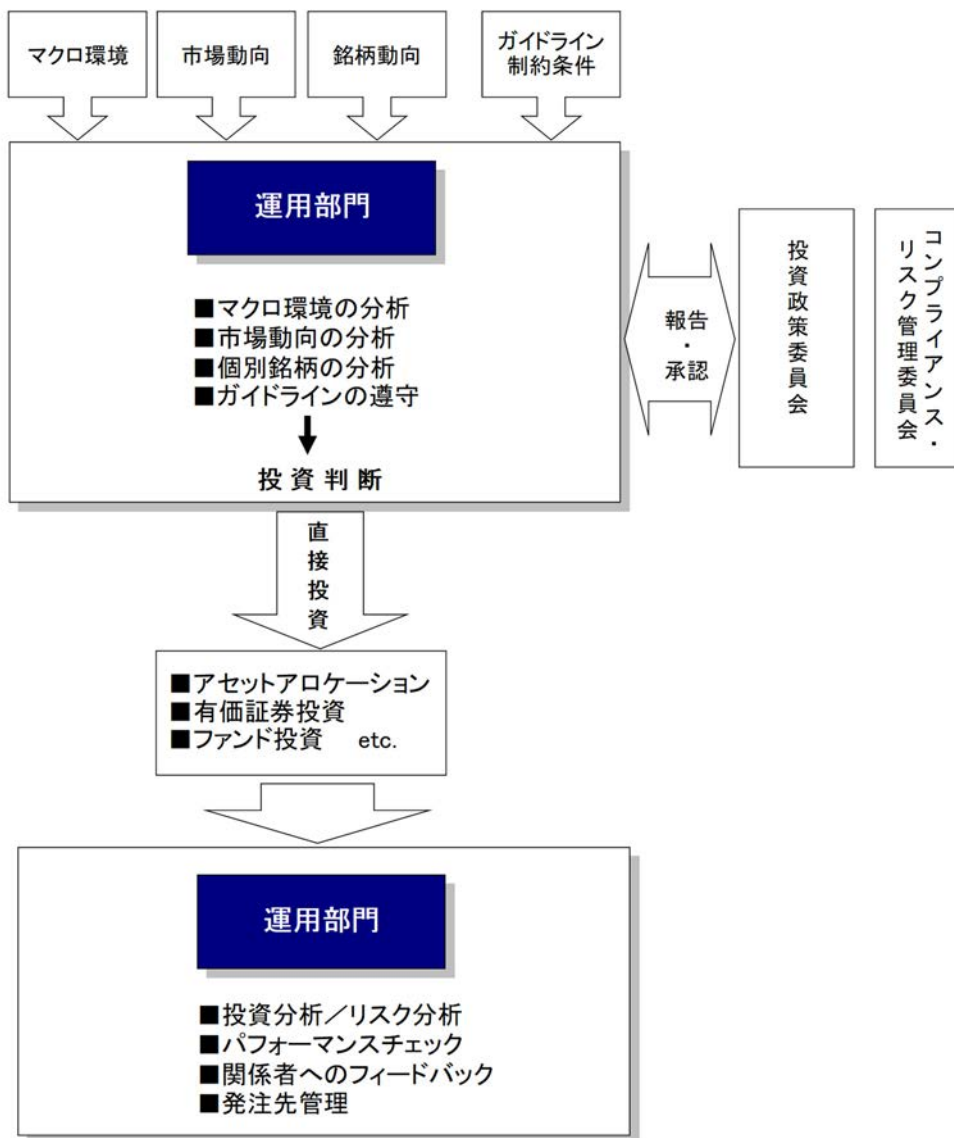 マクロ環境
市場動向
銘柄動向
ガイドライン
制約条件
運用部門
■マクロ環境の分析
■市場動向の分析
■個別銘柄の分析
■ガイドラインの遵守
投資判断
報告
・
承認
投資政策委員会
コンプライアンス・
リスク管理委員会
直接投資
■アセットアロケーション
■有価証券投資
■ファンド投資 etc.
運用部門
■投資分析／リスク分析
■パフォーマンスチェック
■関係者へのフィードバック
■発注先管理